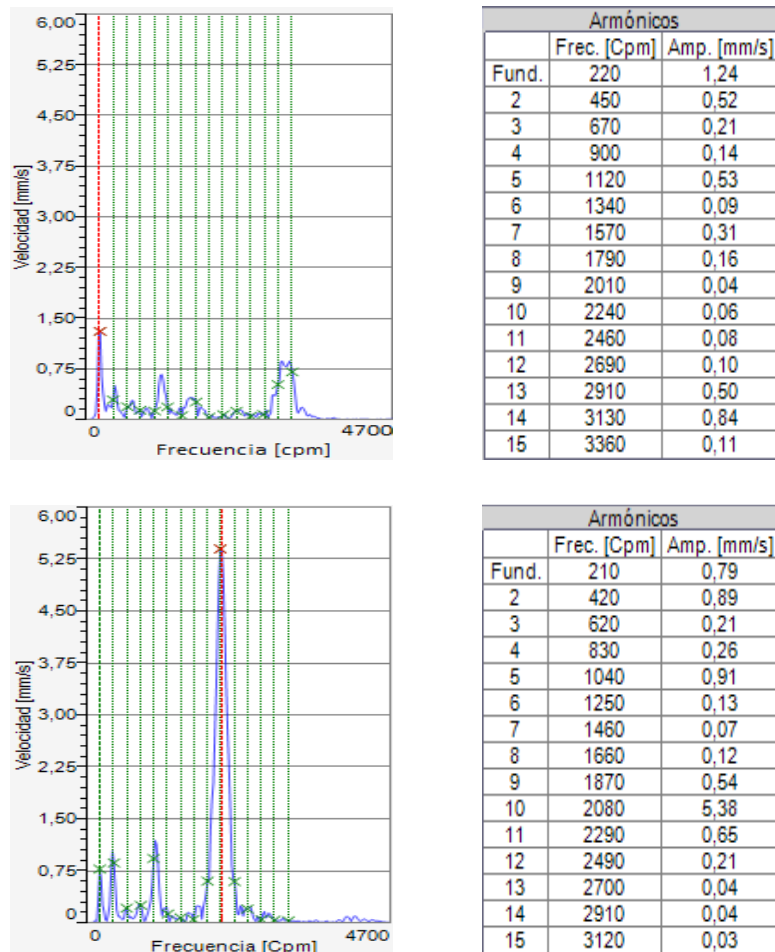 6,00
5,25
4,50
3,75
3,00
2,25
1,50
0,75
0
Velocidad [mm/s]
0 4700
Frecuencia [cpm]
Armónicos
Frec. [Cpm] Amp. [mm/s]
Fund. 220 1,24
2 450 0,52
3 670 0,21
4 900 0,14
5 1120 0,53
6 1340 0,09
7 1570 0,31
8 1790 0,16
9 2010 0,04
10 2240 0,06
11 2460 0,08
12 2690 0,10
13 2910 0,50
14 3130 0,84
15 3360 0,11
6,00
5,25
4,50
3,75
3,00
2,25
1,50
0,75
0
Velocidad [mm/s]
0 4700
Frecuencia [Cpm]
Armónicos
Frec. [Cpm] Amp. [mm/s]
Fund. 210 0,79
2 420 0,89
3 620 0,21
4 830 0,26
5 1040 0,91
6 1250 0,13
7 1460 0,07
8 1660 0,12
9 1870 0,54
10 2080 5,38
11 2290 0,65
12 2490 0,21
13 2700 0,04
14 2910 0,04
15 3120 0,03